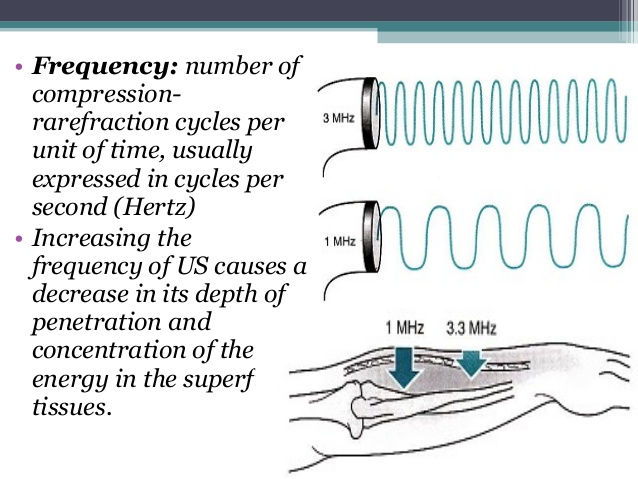 • Frequency: number of
compression-
rarefraction cycles per
unit of time, usually
expressed in cycles per
second (Hertz)
• Increasing the
frequency of US causes a
decrease in its depth of
penetration and
concentration of the
energy in the superf
tissues.
3 MHz
1 MHz
1 MHz 3.3 MHz